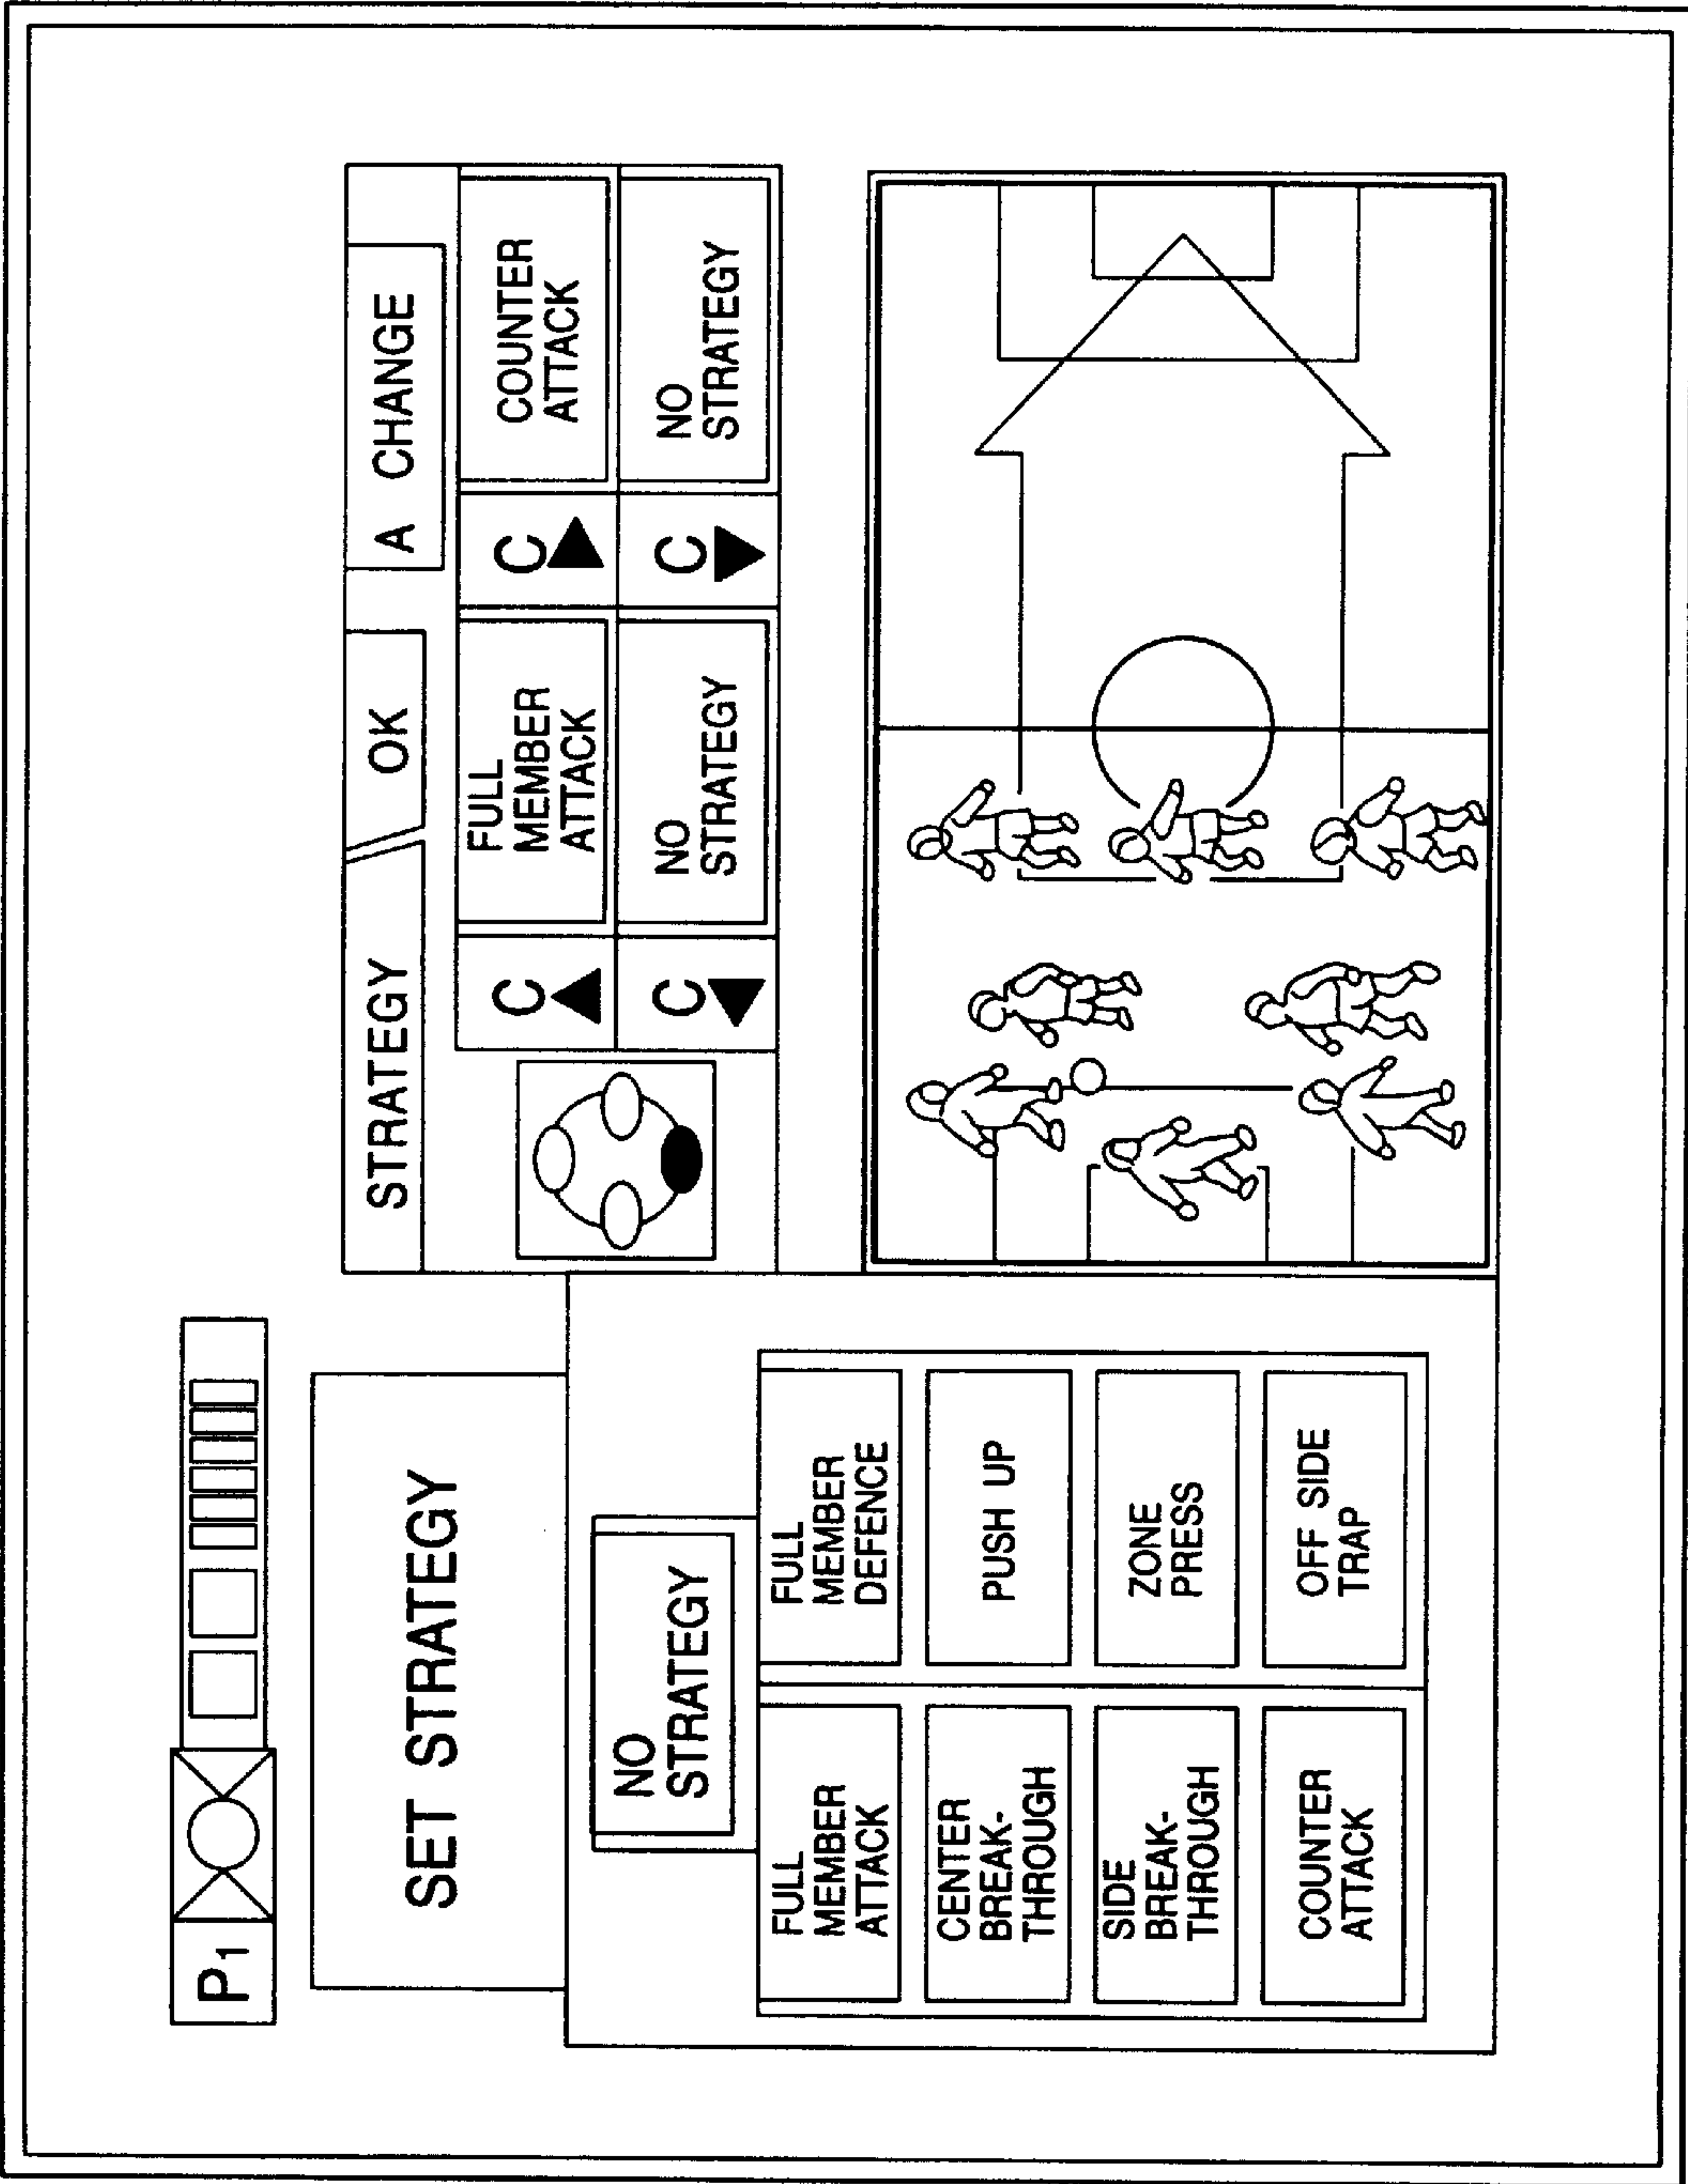 P1
SET STRATEGY
NO
STRATEGY
FULL
MEMBER
ATTACK
FULL
MEMBER
DEFENCE
CENTER
BREAK-
THROUGH
PUSH UP
SIDE
BREAK-
THROUGH
ZONE
PRESS
COUNTER
ATTACK
OFF SIDE
TRAP
STRATEGY
OK
A CHANGE
C
FULL
MEMBER
ATTACK
C
COUNTER
ATTACK
C
NO
STRATEGY
C
NO
STRATEGY